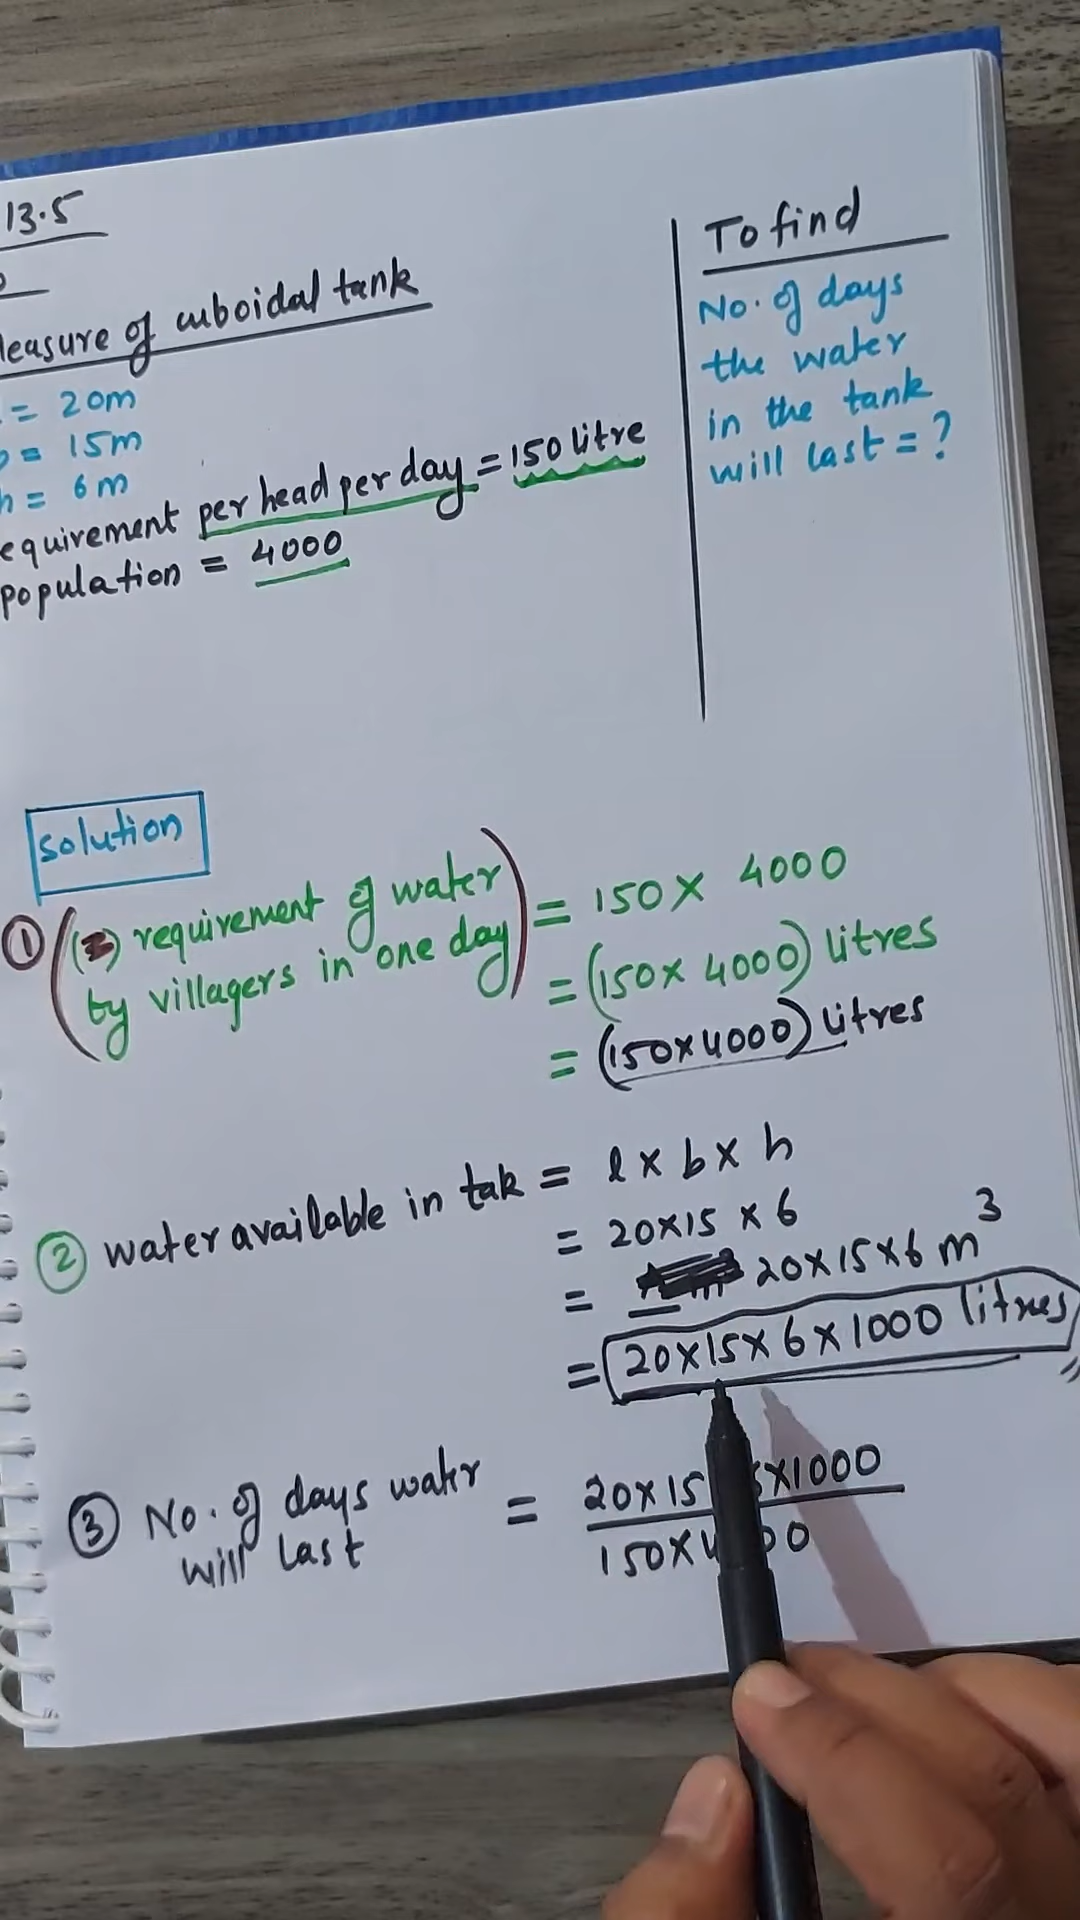 13.5
measure of cuboidal tank
= 20m
b = 15m
h = 6m
requirement per head per day = 150 litre
population = 4000
To find
No. of days
the water
in the tank
will last = ?
solution
① requirement of water = 150 × 4000
by villagers in one day = (150 × 4000) litres
= (150×4000) litres
② water available in tak = l × b × h
= 20×15 × 6
= 20×15×6 m³
= 20×15×6×1000 litres
③ No. of days water = 20×15 ×1000
will last 150×